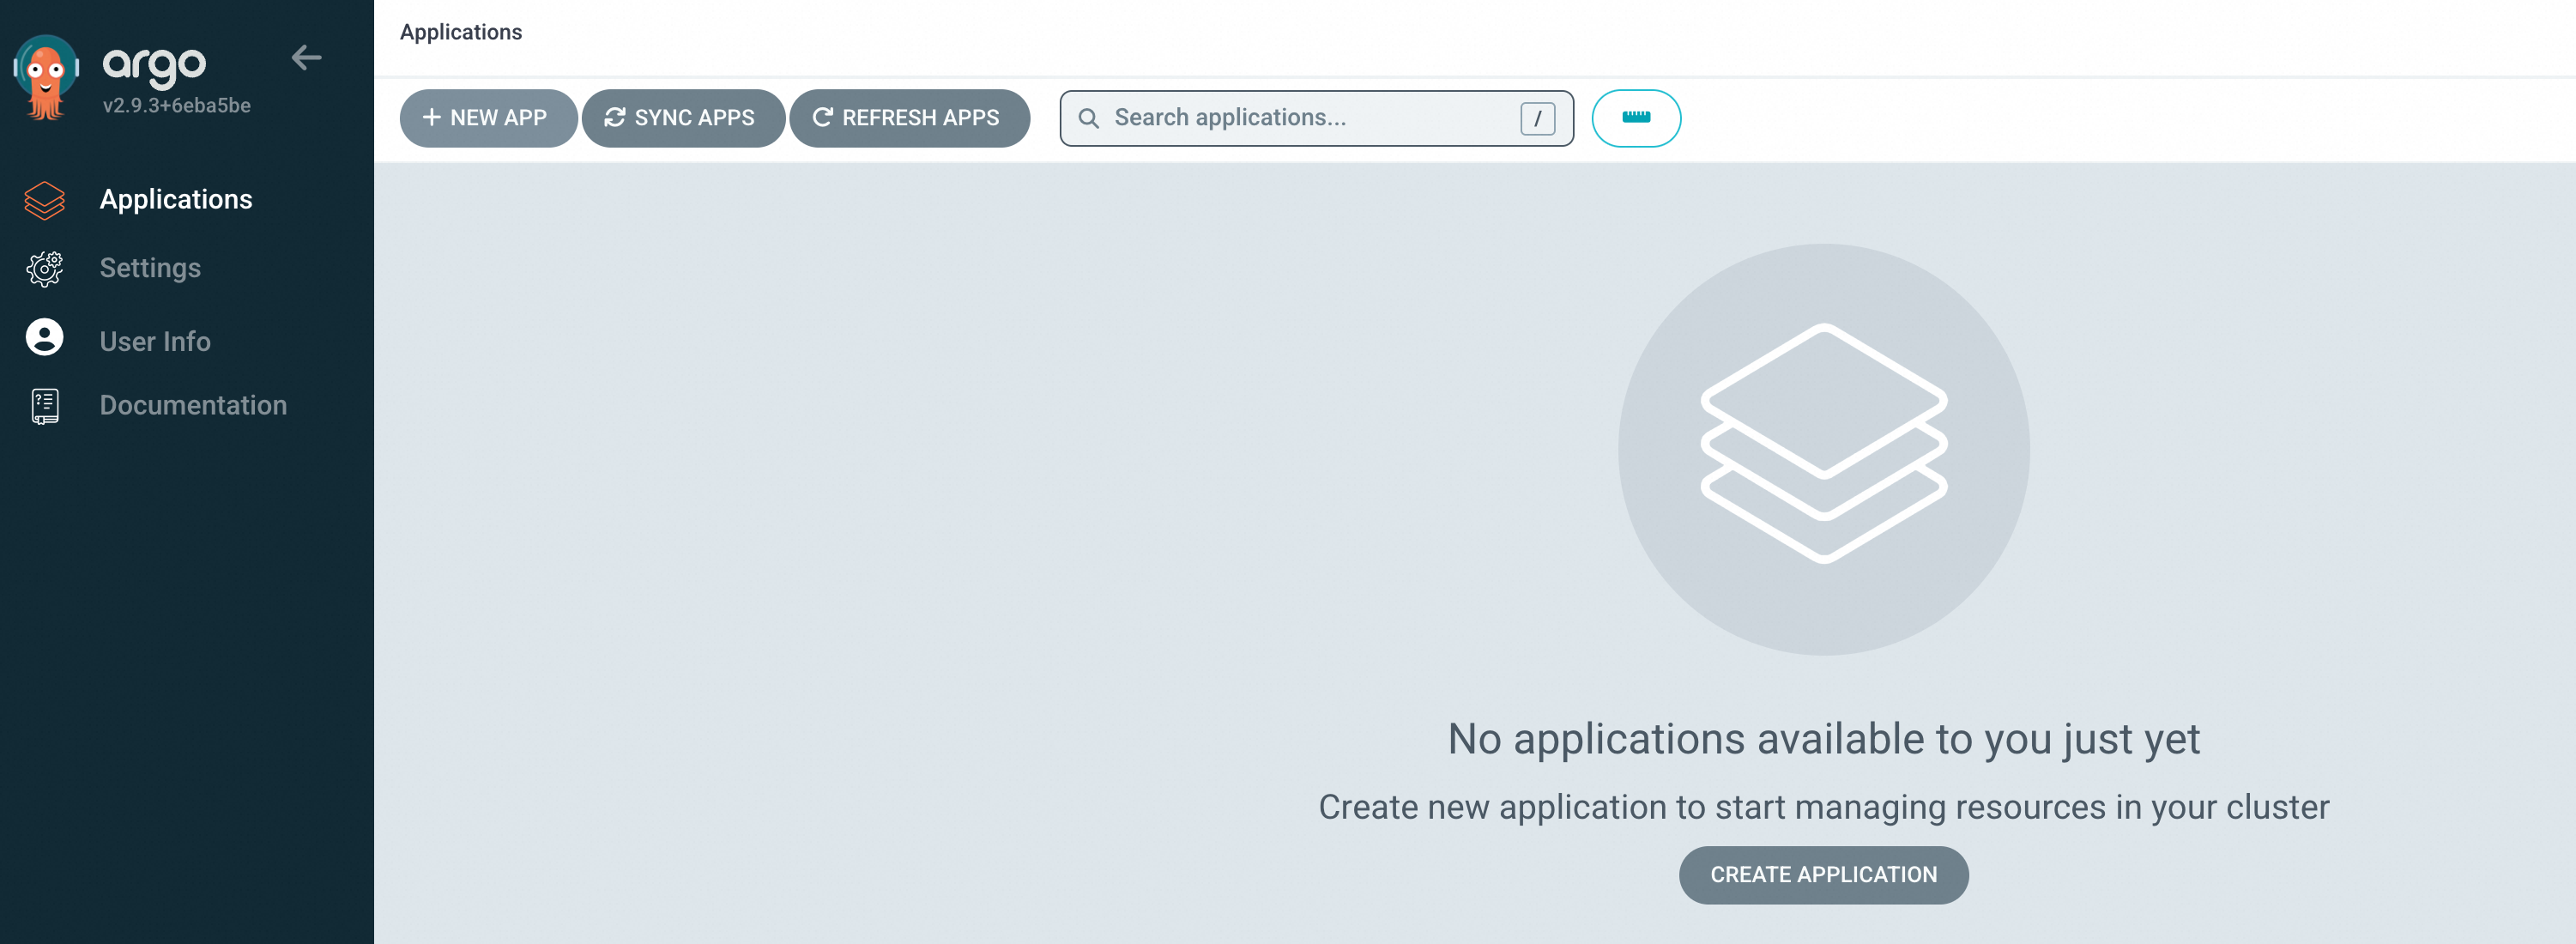 argo
v2.9.3+6eba5be
Applications
Settings
User Info
Documentation
Applications
+ NEW APP
SYNC APPS
REFRESH APPS
Search applications...
/
No applications available to you just yet
Create new application to start managing resources in your cluster
CREATE APPLICATION